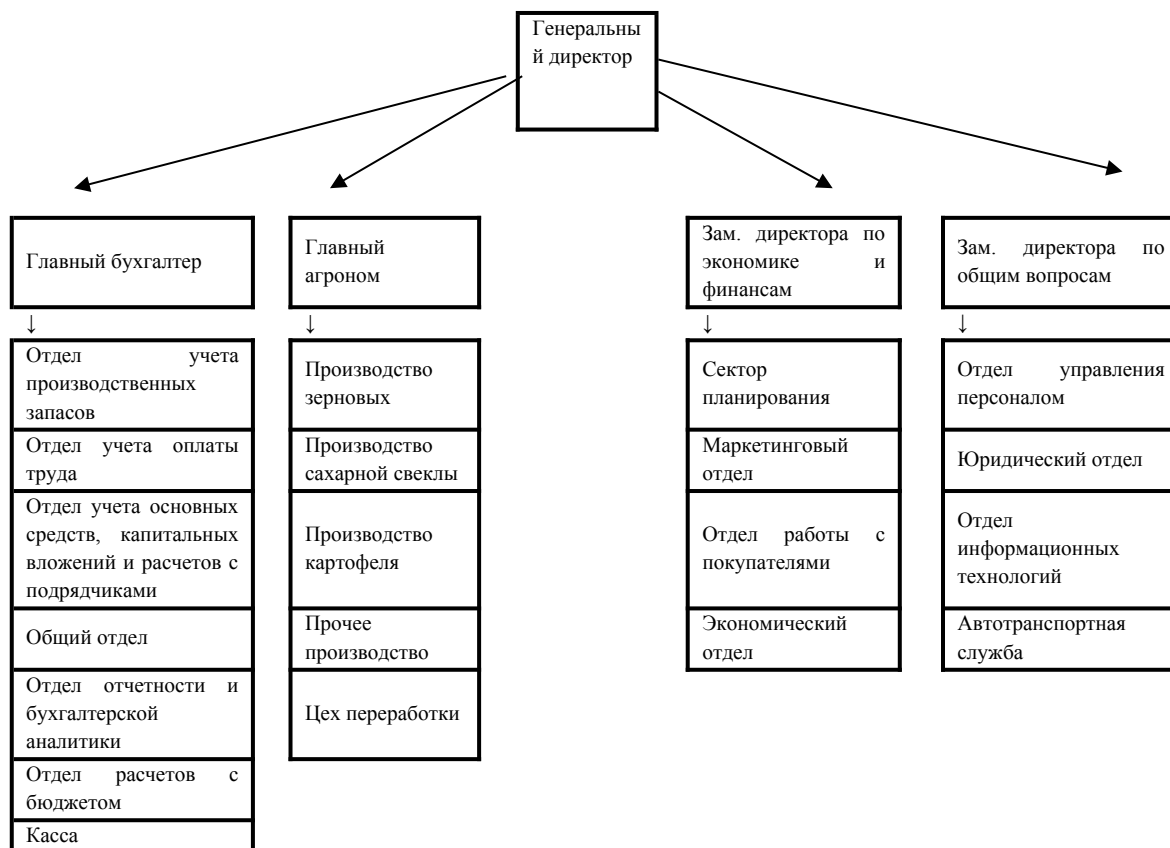 Генеральны
й директор
Главный бухгалтер
↓
Отдел учета
производственных
запасов
Отдел учета оплаты
труда
Отдел учета основных
средств, капитальных
вложений и расчетов с
подрядчиками
Общий отдел
Отдел отчетности и
бухгалтерской
аналитики
Отдел расчетов с
бюджетом
Касса
Главный
агроном
↓
Производство
зерновых
Производство
сахарной свеклы
Производство
картофеля
Прочее
производство
Цех переработки
Зам. директора по
экономике и
финансам
↓
Сектор
планирования
Маркетинговый
отдел
Отдел работы с
покупателями
Экономический
отдел
Зам. директора по
общим вопросам
↓
Отдел управления
персоналом
Юридический отдел
Отдел
информационных
технологий
Автотранспортная
служба